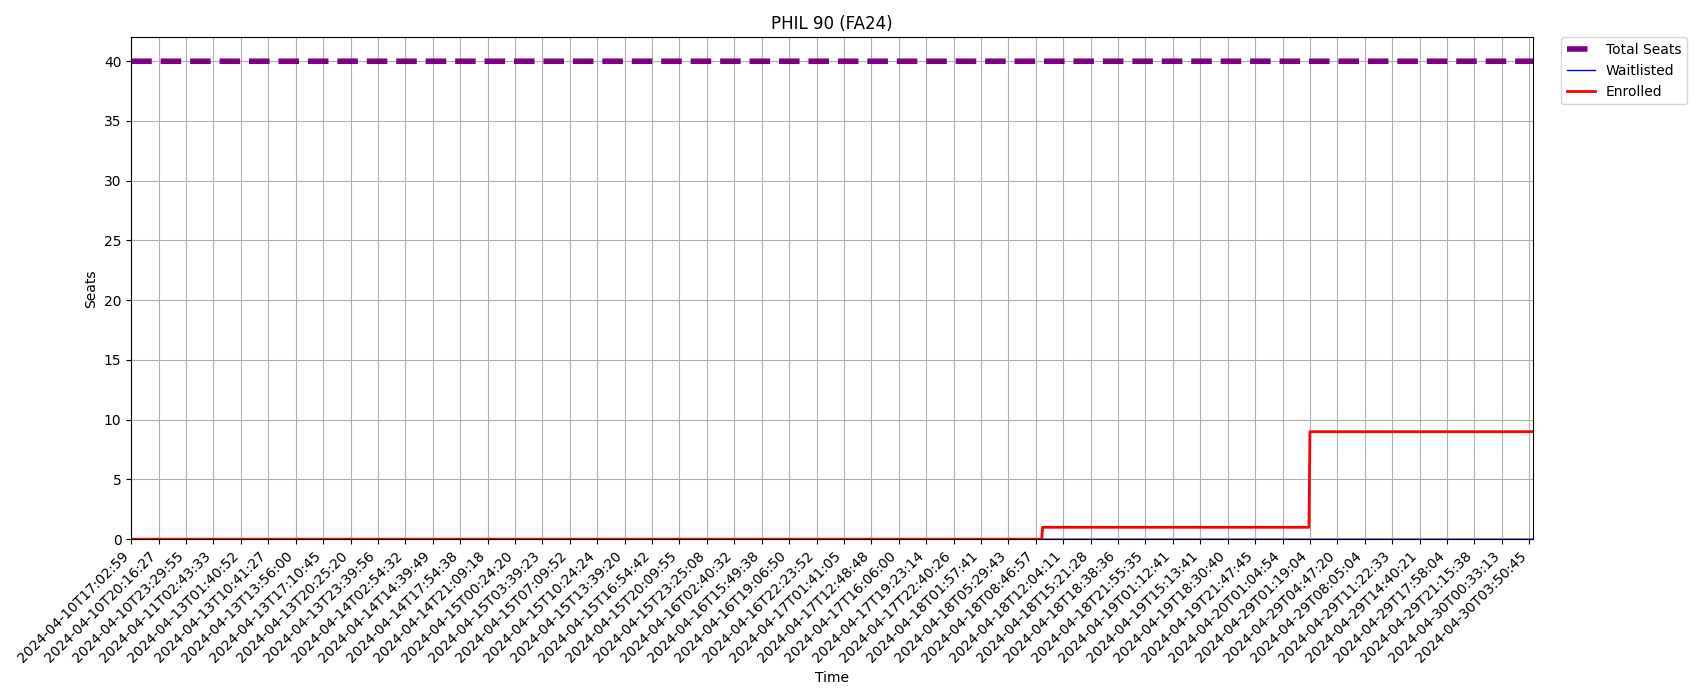 PHIL 90 (FA24)
Total Seats
Waitlisted
Enrolled
Seats
40
35
30
25
20
15
10
5
0
2024-04-10T17:02:59
2024-04-10T20:16:27
2024-04-10T23:29:55
2024-04-11T02:43:33
2024-04-13T01:40:52
2024-04-13T10:41:27
2024-04-13T13:56:00
2024-04-13T17:10:45
2024-04-13T20:25:20
2024-04-13T23:39:56
2024-04-14T02:54:32
2024-04-14T14:39:49
2024-04-14T17:54:38
2024-04-14T21:09:18
2024-04-15T00:24:20
2024-04-15T03:39:23
2024-04-15T07:09:52
2024-04-15T10:24:24
2024-04-15T13:39:20
2024-04-15T16:54:42
2024-04-15T20:09:55
2024-04-15T23:25:08
2024-04-16T02:40:32
2024-04-16T15:49:38
2024-04-16T19:06:50
2024-04-16T22:23:52
2024-04-17T01:41:05
2024-04-17T12:48:48
2024-04-17T16:06:00
2024-04-17T19:23:14
2024-04-17T22:40:26
2024-04-18T01:57:41
2024-04-18T05:29:43
2024-04-18T08:46:57
2024-04-18T12:04:11
2024-04-18T15:21:28
2024-04-18T18:38:36
2024-04-18T21:55:35
2024-04-19T01:12:41
2024-04-19T15:13:41
2024-04-19T18:30:40
2024-04-19T21:47:45
2024-04-20T01:04:54
2024-04-29T01:19:04
2024-04-29T04:47:20
2024-04-29T08:05:04
2024-04-29T11:22:33
2024-04-29T14:40:21
2024-04-29T17:58:04
2024-04-29T21:15:38
2024-04-30T00:33:13
2024-04-30T03:50:45
Time